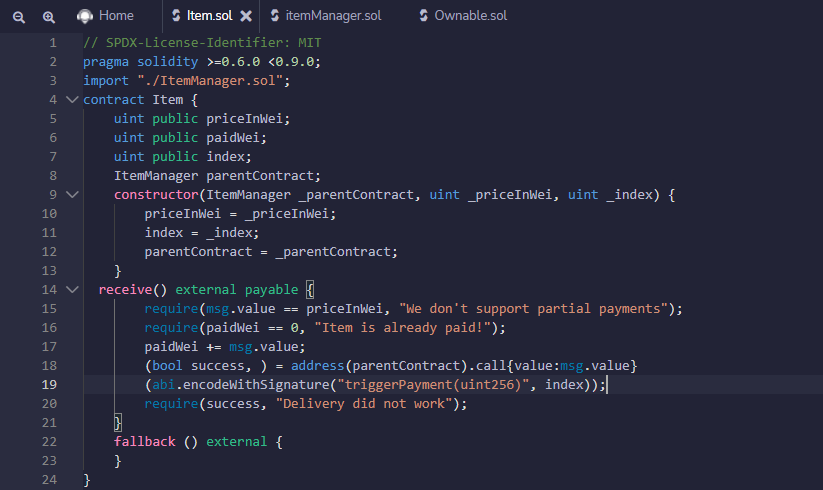 Home Item.sol itemManager.sol Ownable.sol
1 // SPDX-License-Identifier: MIT
2 pragma solidity >=0.6.0 <0.9.0;
3 import "./ItemManager.sol";
4 contract Item {
5 uint public priceInWei;
6 uint public paidWei;
7 uint public index;
8 ItemManager parentContract;
9 constructor(ItemManager _parentContract, uint _priceInWei, uint _index) {
10 priceInWei = _priceInWei;
11 index = _index;
12 parentContract = _parentContract;
13 }
14 receive() external payable {
15 require(msg.value == priceInWei, "We don't support partial payments");
16 require(paidWei == 0, "Item is already paid!");
17 paidWei += msg.value;
18 (bool success, ) = address(parentContract).call{value:msg.value}
19 (abi.encodeWithSignature("triggerPayment(uint256)", index));
20 require(success, "Delivery did not work");
21 }
22 fallback () external {
23 }
24 }